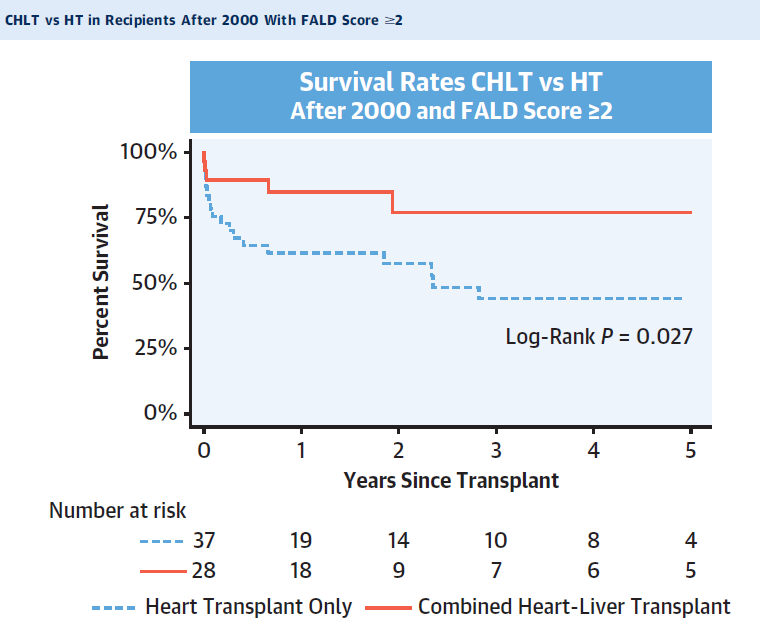 CHLT vs HT in Recipients After 2000 With FALD Score ≥2
Survival Rates CHLT vs HT
After 2000 and FALD Score ≥2
100%
75%
50%
25%
0%
Percent Survival
Log-Rank P = 0.027
0 1 2 3 4 5
Years Since Transplant
Number at risk
37 19 14 10 8 4
28 18 9 7 6 5
Heart Transplant Only Combined Heart-Liver Transplant